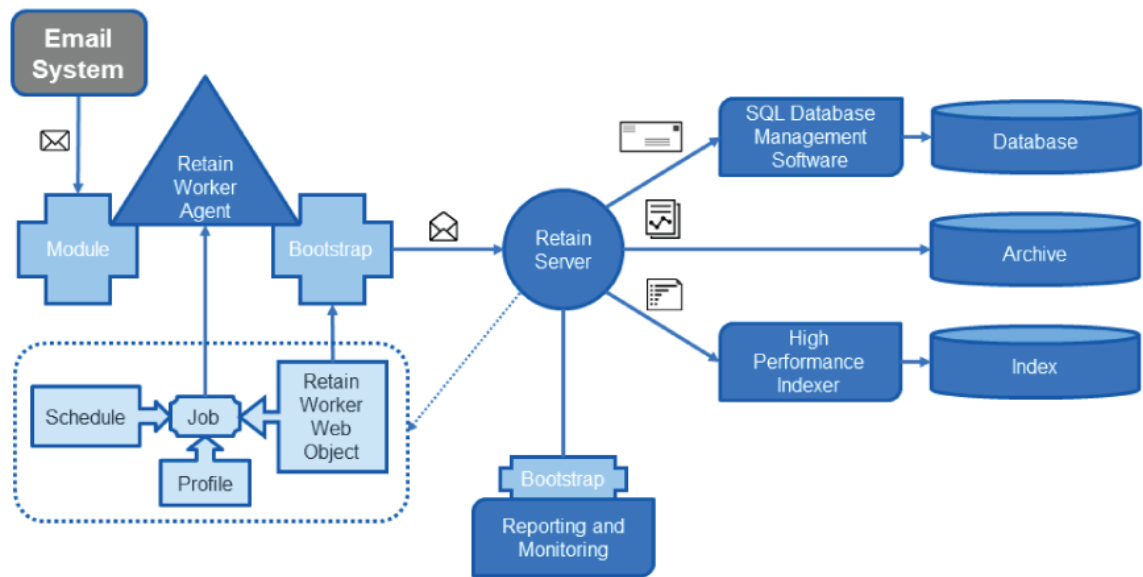 Email
System
Retain
Worker
Agent
Module
Bootstrap
Retain
Server
SQL Database
Management
Software
Database
Archive
High
Performance
Indexer
Index
Schedule
Job
Retain
Worker
Web
Object
Profile
Bootstrap
Reporting and
Monitoring